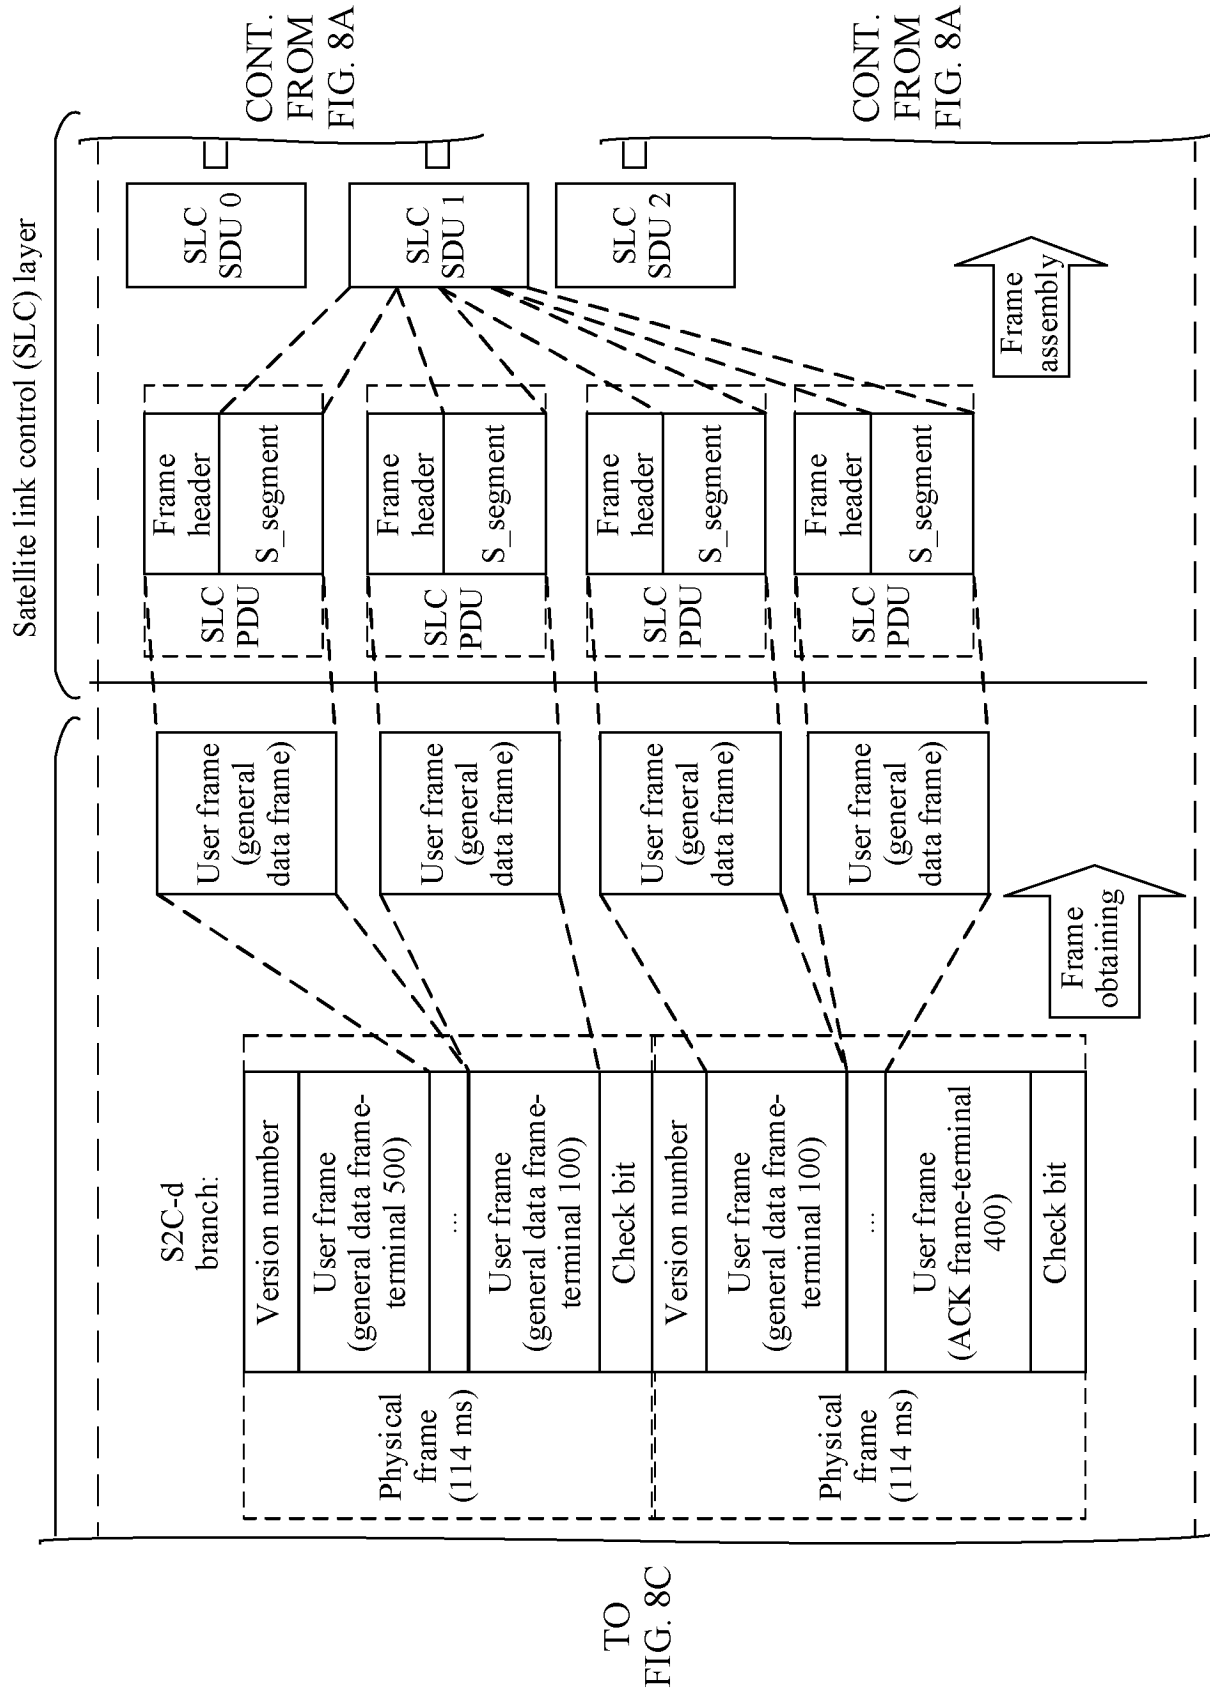 Satellite link control (SLC) layer
CONT.
FROM
FIG. 8A
CONT.
FROM
FIG. 8A
SLC
SDU 0
SLC
SDU 1
SLC
SDU 2
Frame
assembly
Frame
header
S_segment
SLC
PDU
Frame
header
S_segment
SLC
PDU
Frame
header
S_segment
SLC
PDU
Frame
header
S_segment
SLC
PDU
User frame
(general
data frame)
User frame
(general
data frame)
User frame
(general
data frame)
User frame
(general
data frame)
Frame
obtaining
S2C-d
branch:
Version number
User frame
(general data frame-
terminal 500)
...
User frame
(general data frame-
terminal 100)
Check bit
Version number
User frame
(general data frame-
terminal 100)
...
User frame
(ACK frame-terminal
400)
Check bit
Physical
frame
(114 ms)
Physical
frame
(114 ms)
TO
FIG. 8C